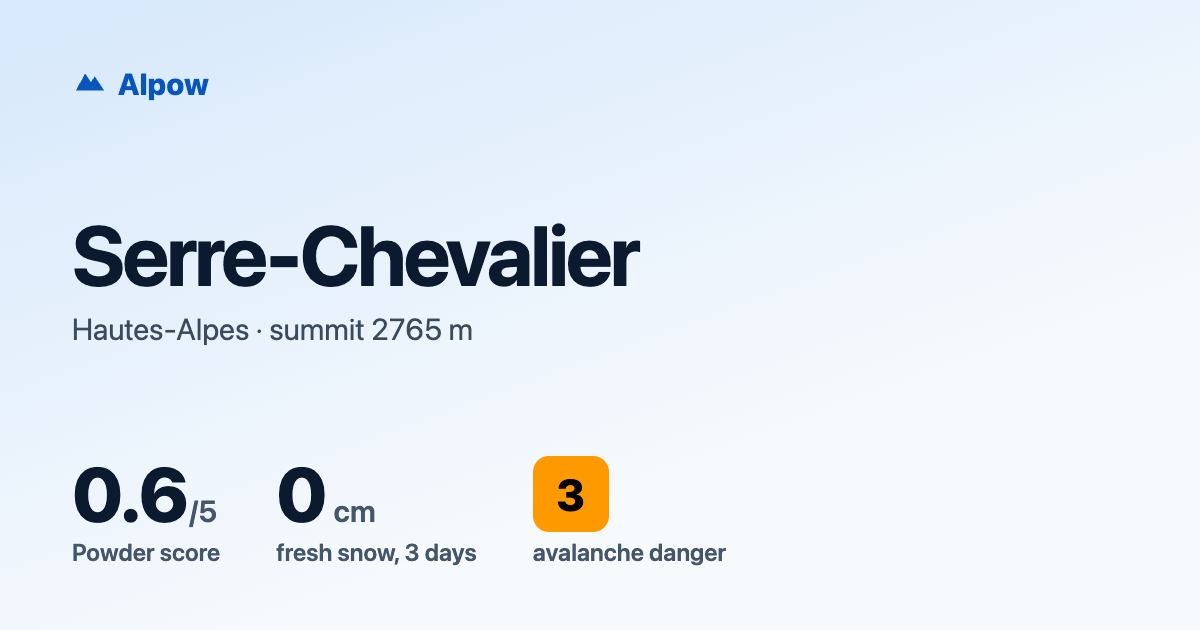 Alpow
Serre-Chevalier
Hautes-Alpes · summit 2765 m
0.6/5 0 cm 3
Powder score fresh snow, 3 days avalanche danger